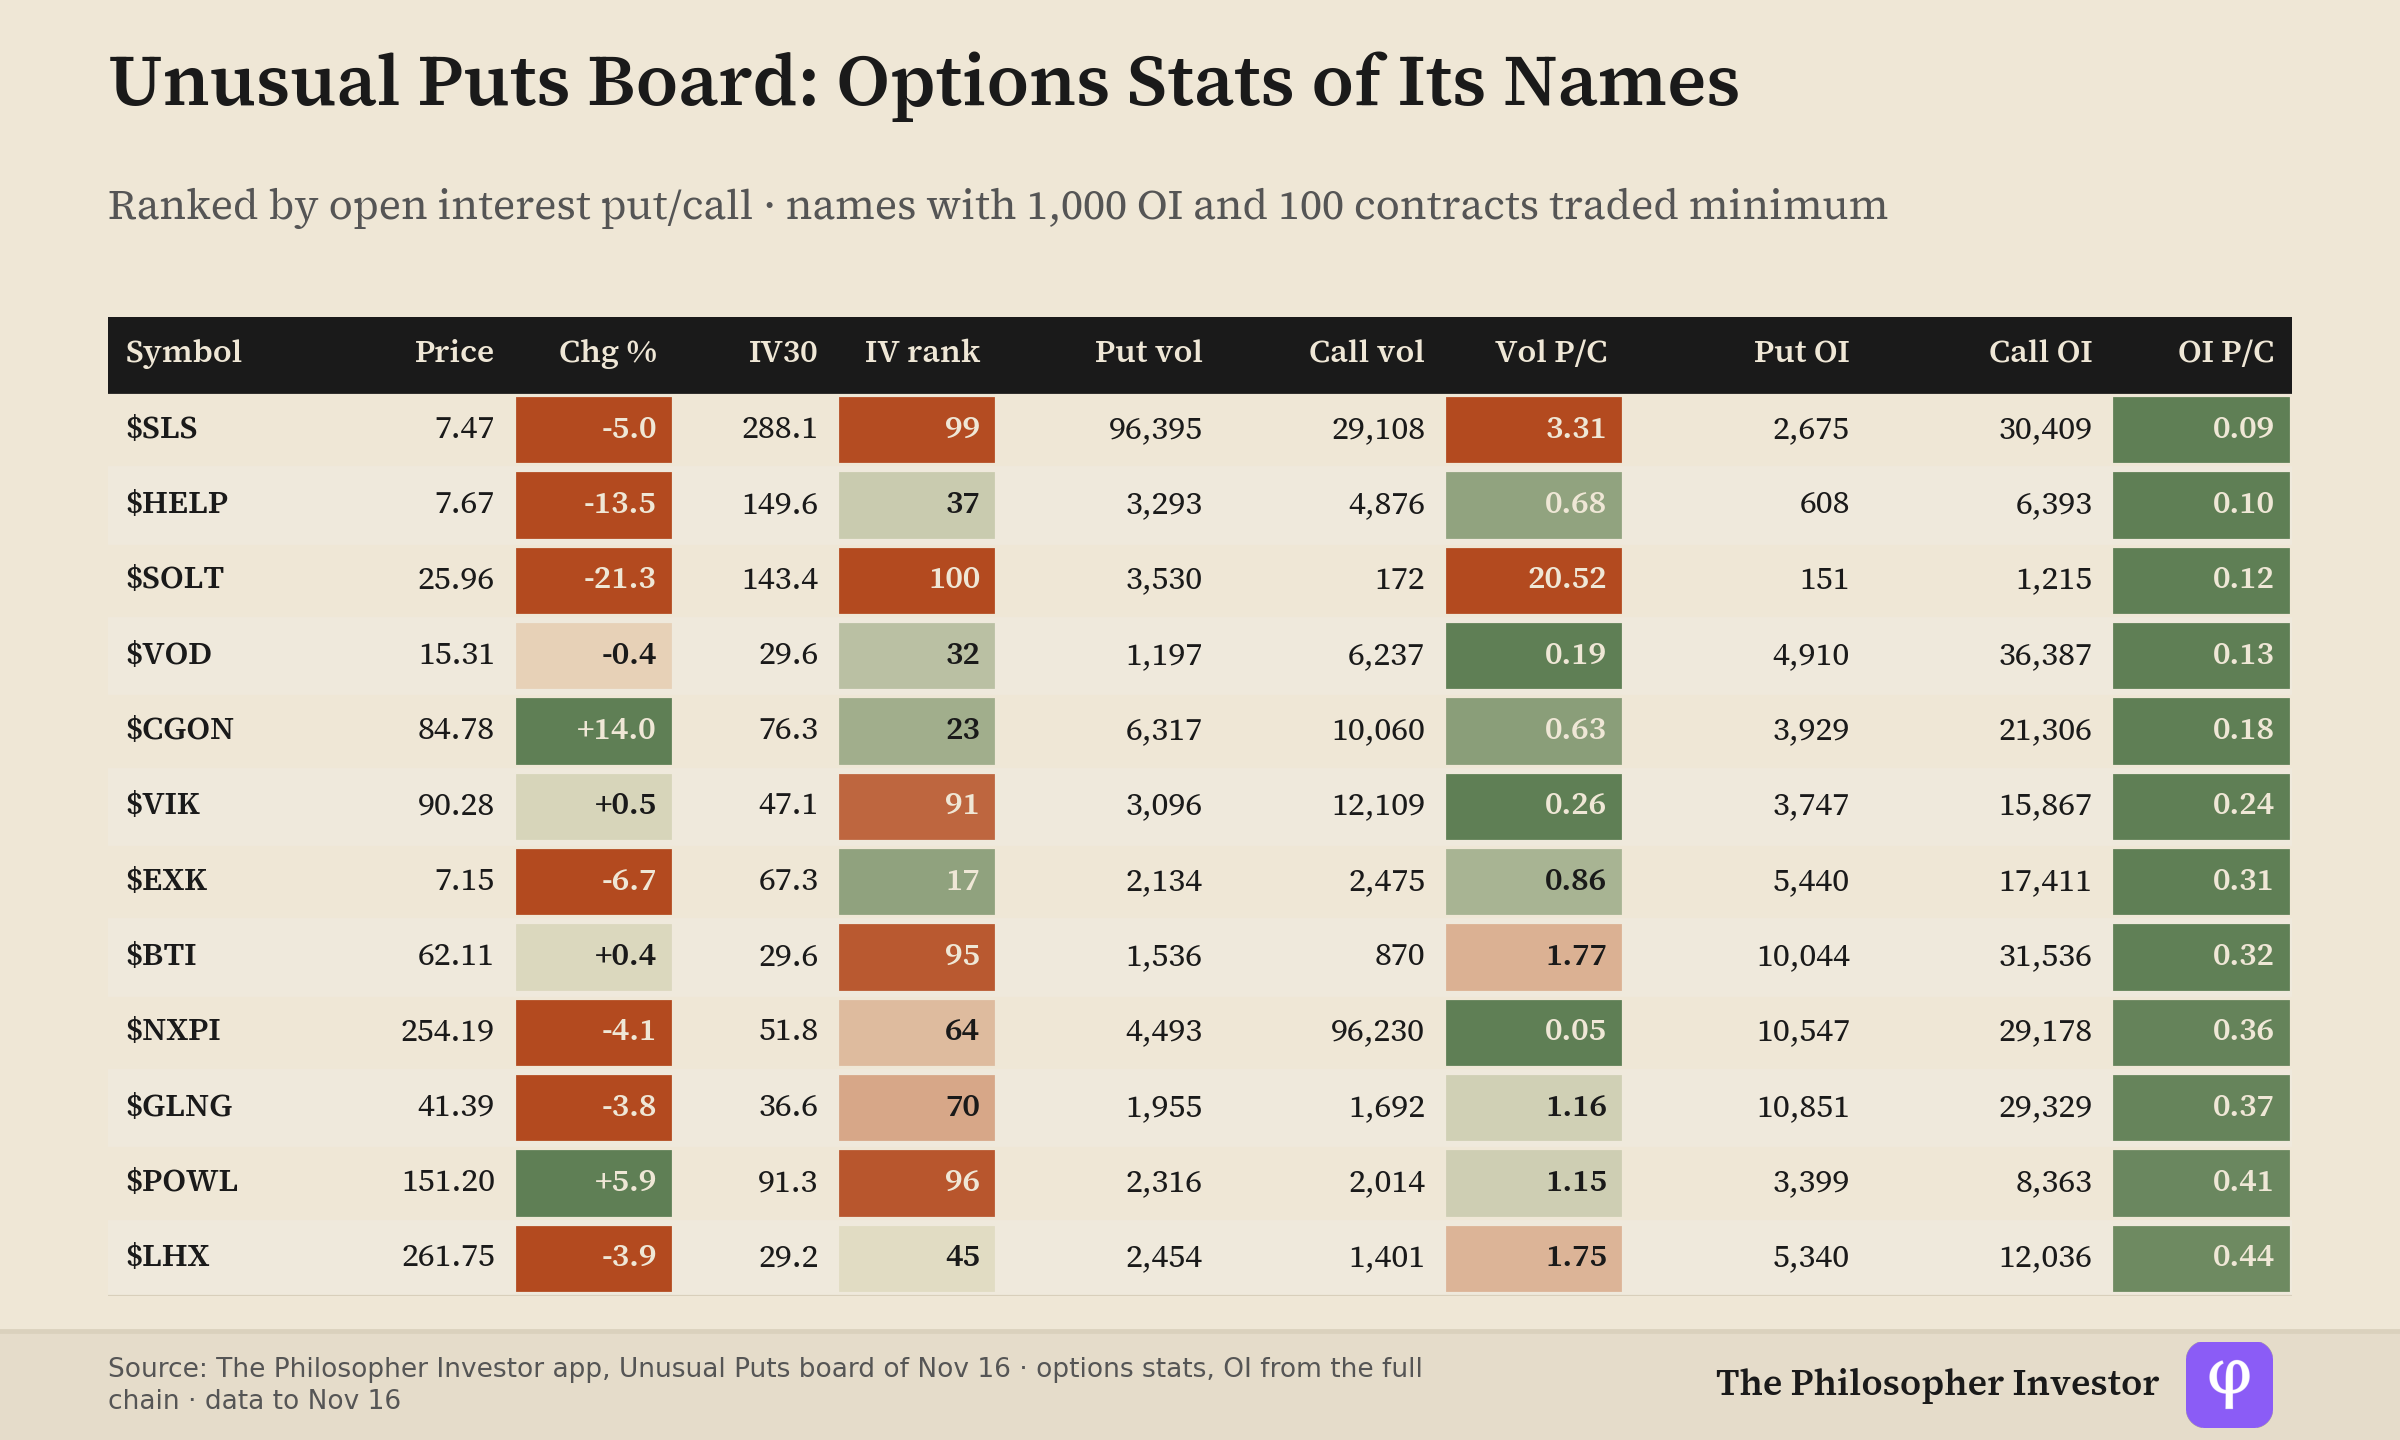 Unusual Puts Board: Options Stats of Its Names
Ranked by open interest put/call · names with 1,000 OI and 100 contracts traded minimum
Symbol Price Chg % IV30 IV rank Put vol Call vol Vol P/C Put OI Call OI OI P/C
$SLS 7.47 -5.0 288.1 99 96,395 29,108 3.31 2,675 30,409 0.09
$HELP 7.67 -13.5 149.6 37 3,293 4,876 0.68 608 6,393 0.10
$SOLT 25.96 -21.3 143.4 100 3,530 172 20.52 151 1,215 0.12
$VOD 15.31 -0.4 29.6 32 1,197 6,237 0.19 4,910 36,387 0.13
$CGON 84.78 +14.0 76.3 23 6,317 10,060 0.63 3,929 21,306 0.18
$VIK 90.28 +0.5 47.1 91 3,096 12,109 0.26 3,747 15,867 0.24
$EXK 7.15 -6.7 67.3 17 2,134 2,475 0.86 5,440 17,411 0.31
$BTI 62.11 +0.4 29.6 95 1,536 870 1.77 10,044 31,536 0.32
$NXPI 254.19 -4.1 51.8 64 4,493 96,230 0.05 10,547 29,178 0.36
$GLNG 41.39 -3.8 36.6 70 1,955 1,692 1.16 10,851 29,329 0.37
$POWL 151.20 +5.9 91.3 96 2,316 2,014 1.15 3,399 8,363 0.41
$LHX 261.75 -3.9 29.2 45 2,454 1,401 1.75 5,340 12,036 0.44
Source: The Philosopher Investor app, Unusual Puts board of Nov 16 · options stats, OI from the full
chain · data to Nov 16
The Philosopher Investor φ